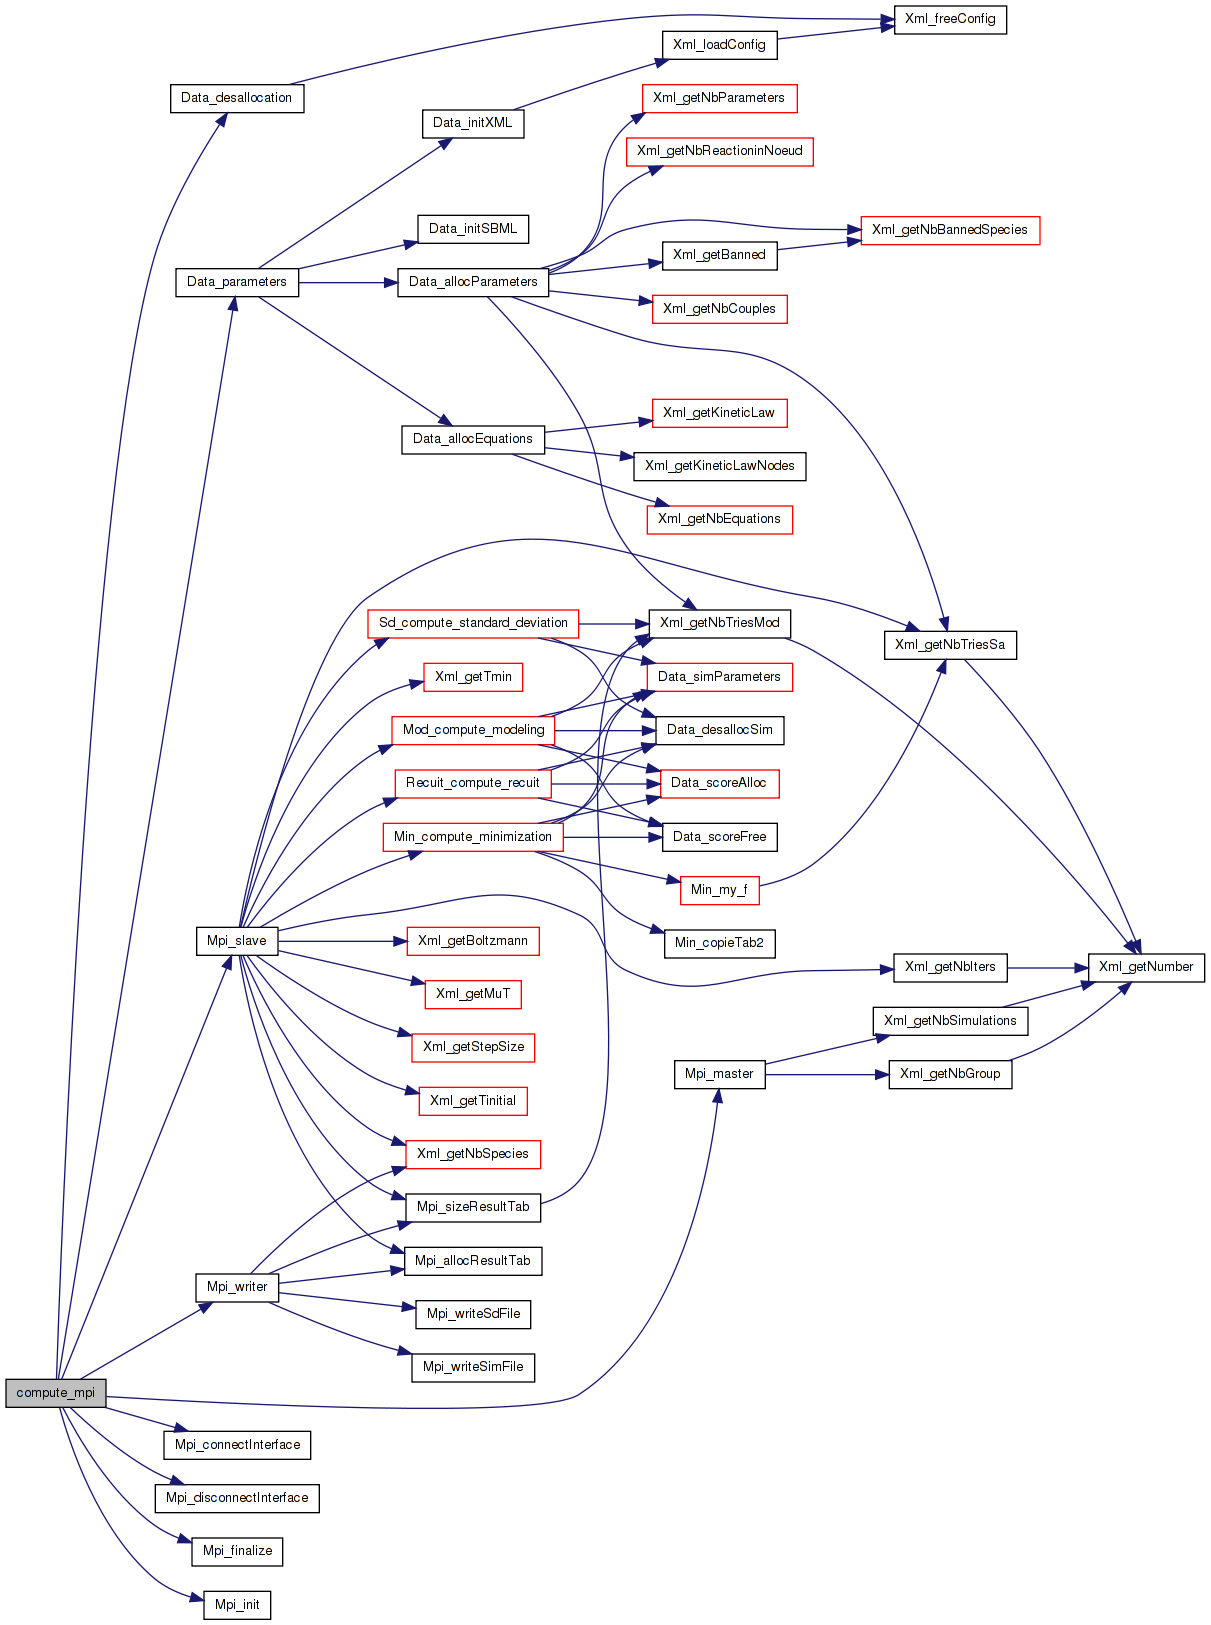 Xml_freeConfig
Xml_loadConfig
Data_desallocation
Xml_getNbParameters
Data_initXML
Xml_getNbReactioninNoeud
Data_initSBML
Xml_getNbBannedSpecies
Xml_getBanned
Data_parameters
Data_allocParameters
Xml_getNbCouples
Xml_getKineticLaw
Data_allocEquations
Xml_getKineticLawNodes
Xml_getNbEquations
Sd_compute_standard_deviation
Xml_getNbTriesMod
Xml_getNbTriesSa
Xml_getTmin
Data_simParameters
Mod_compute_modeling
Data_desallocSim
Recuit_compute_recuit
Data_scoreAlloc
Min_compute_minimization
Data_scoreFree
Min_my_f
Mpi_slave
Xml_getBoltzmann
Min_copieTab2
Xml_getNbIters
Xml_getNumber
Xml_getMuT
Xml_getNbSimulations
Xml_getStepSize
Mpi_master
Xml_getNbGroup
Xml_getTinitial
Xml_getNbSpecies
Mpi_sizeResultTab
Mpi_allocResultTab
Mpi_writer
Mpi_writeSdFile
Mpi_writeSimFile
compute_mpi
Mpi_connectInterface
Mpi_disconnectInterface
Mpi_finalize
Mpi_init